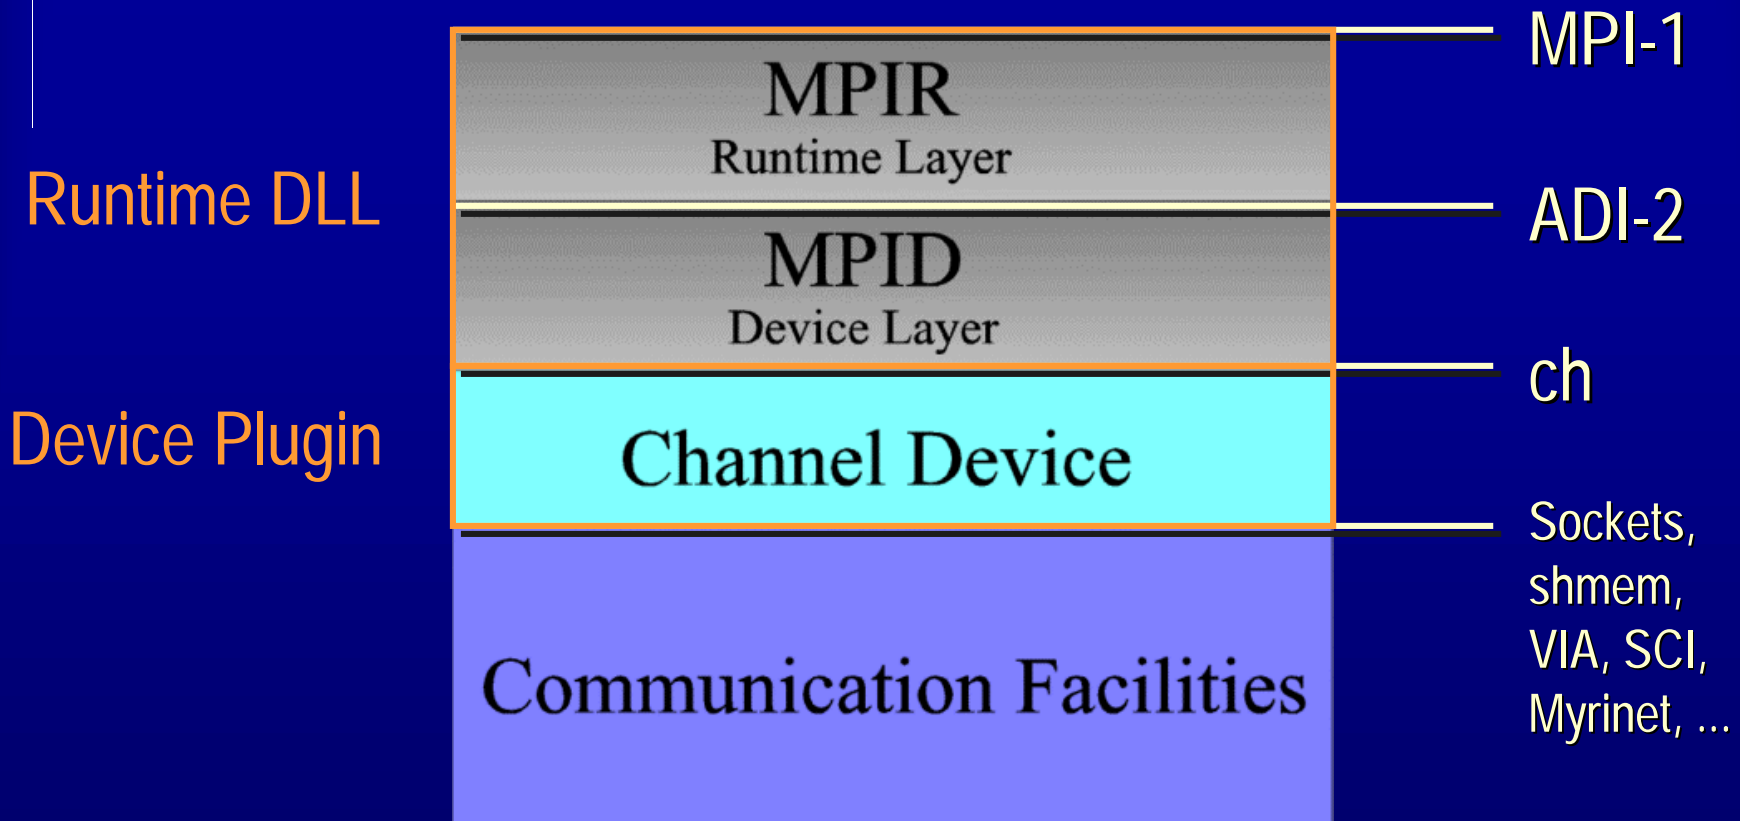 MPI-1
MPIR
Runtime Layer
Runtime DLL
ADI-2
MPID
Device Layer
ch
Device Plugin
Channel Device
Sockets,
shmem,
VIA, SCI,
Myrinet, ...
Communication Facilities